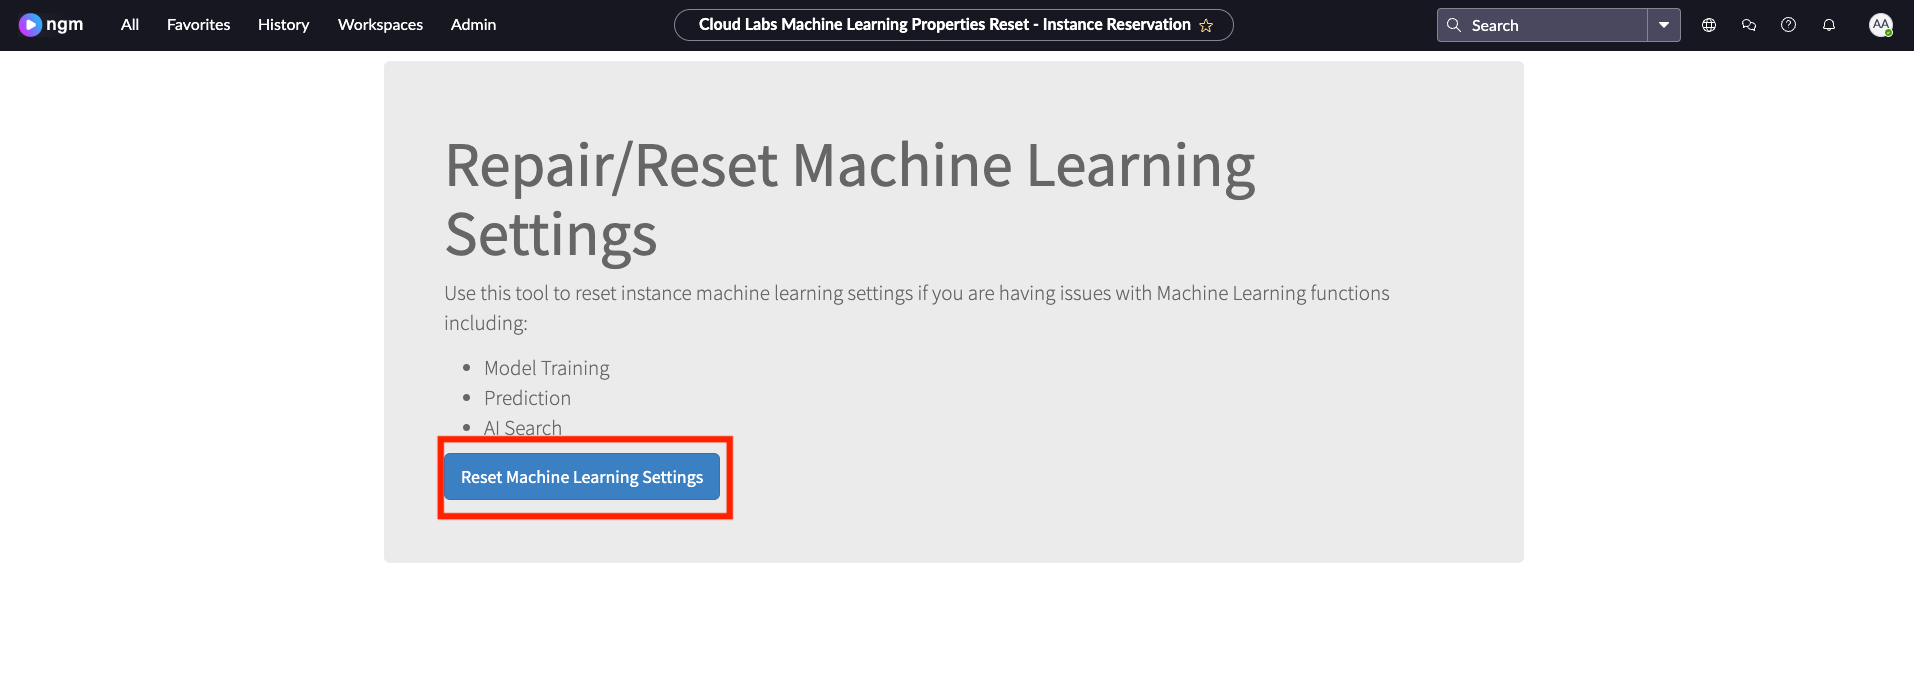 ngm
All
Favorites
History
Workspaces
Admin
Cloud Labs Machine Learning Properties Reset - Instance Reservation
Search
AA
Repair/Reset Machine Learning
Settings
Use this tool to reset instance machine learning settings if you are having issues with Machine Learning functions
including:
Model Training
Prediction
AI Search
Reset Machine Learning Settings